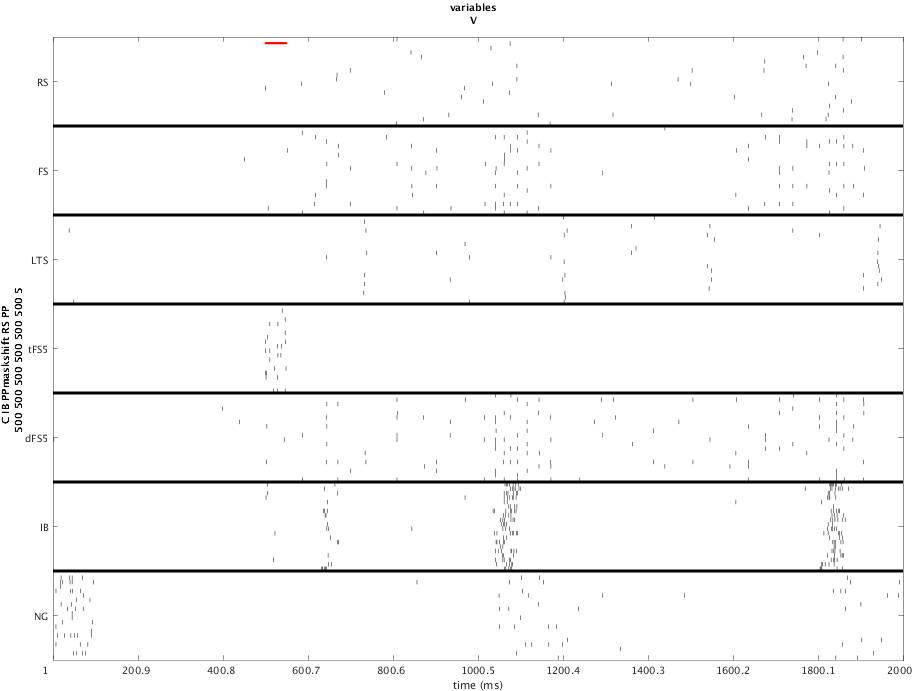 variables
V
RS
FS
LTS
tFS5
dFS5
IB
NG
C IB PPmaskshift RS PP
500 500 500 500 500 500 5
1 200.9 400.8 600.7 800.6 1000.5 1200.4 1400.3 1600.2 1800.1 2000
time (ms)